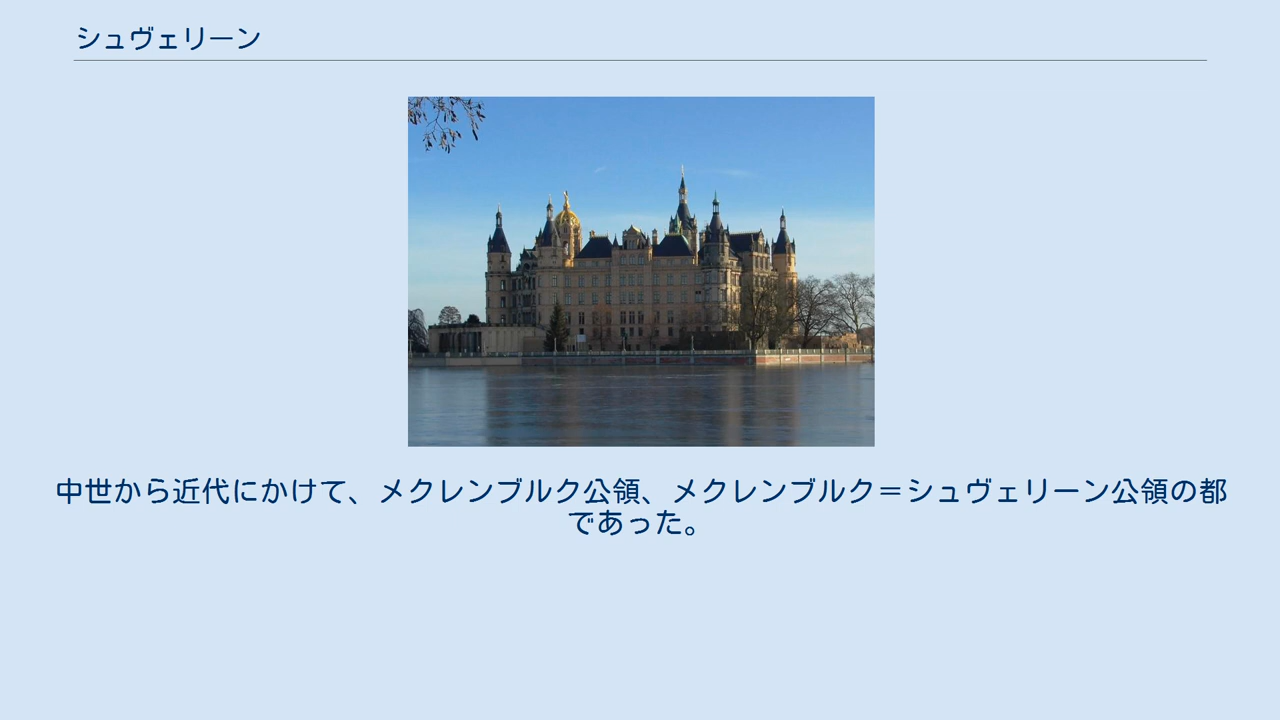 シュヴェリーン
中世から近代にかけて、メクレンブルク公領、メクレンブルク＝シュヴェリーン公領の都
であった。